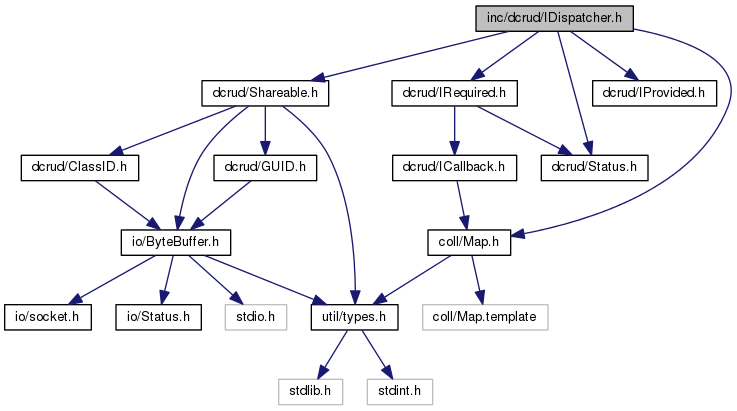 inc/dcrud/IDispatcher.h
dcrud/Shareable.h
dcrud/IRequired.h
dcrud/IProvided.h
dcrud/ClassID.h
dcrud/GUID.h
dcrud/ICallback.h
dcrud/Status.h
io/ByteBuffer.h
coll/Map.h
io/socket.h
io/Status.h
stdio.h
util/types.h
coll/Map.template
stdlib.h
stdint.h